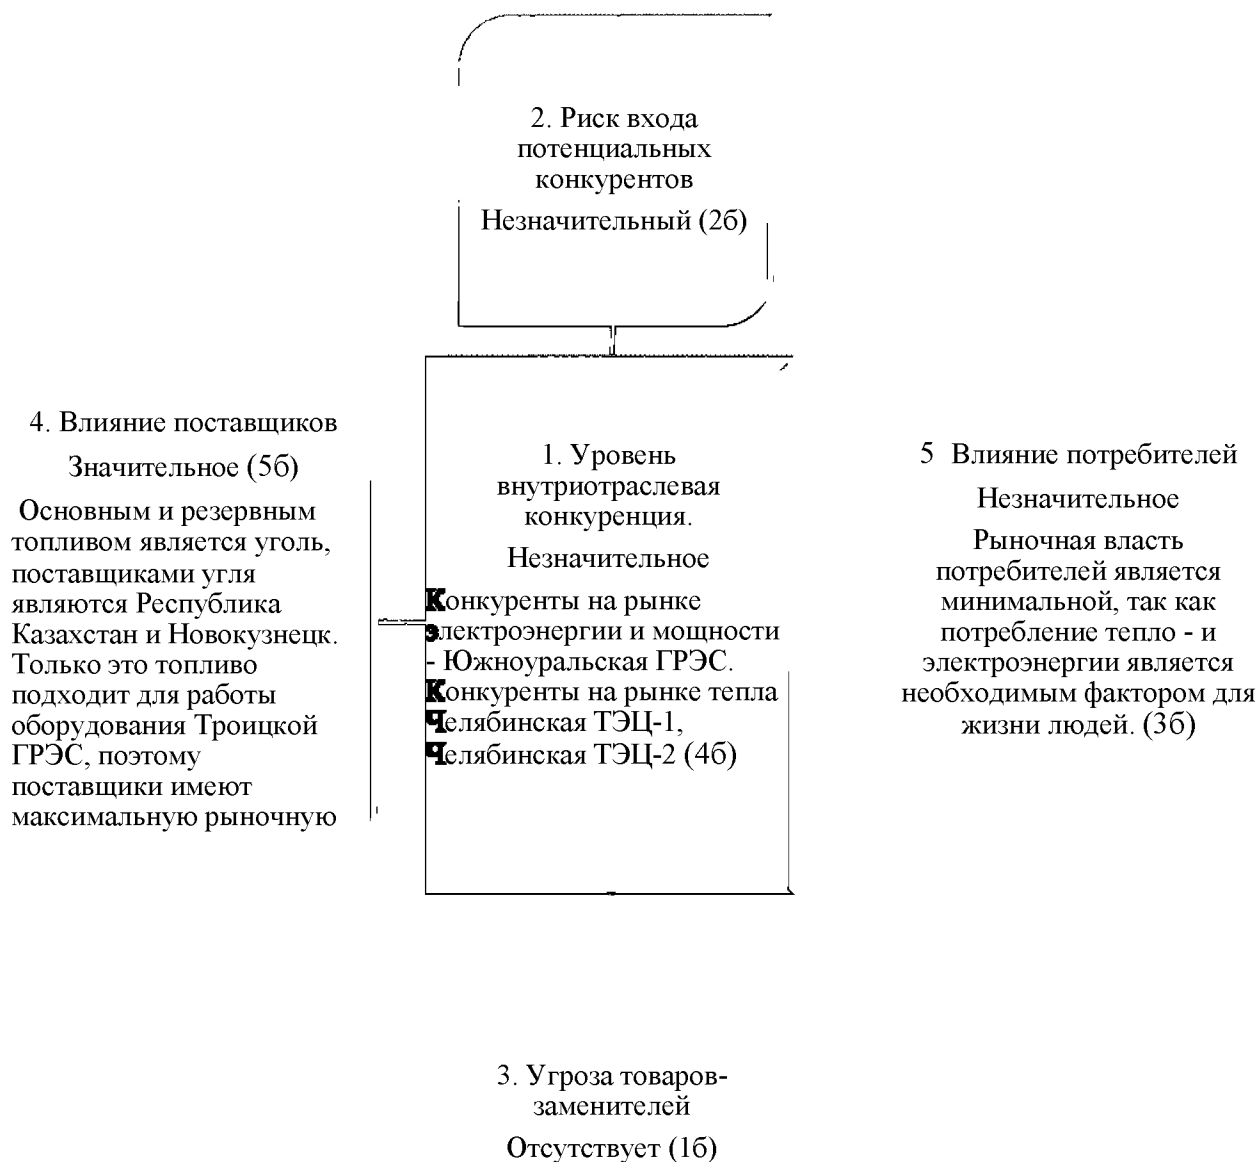 2. Риск входа
потенциальных
конкурентов
Незначительный (2б)
4. Влияние поставщиков
Значительное (5б)
Основным и резервным
топливом является уголь,
поставщиками угля
являются Республика
Казахстан и Новокузнецк.
Только это топливо
подходит для работы
оборудования Троицкой
ГРЭС, поэтому
поставщики имеют
максимальную рыночную
1. Уровень
внутриотраслевая
конкуренция.
Незначительное
Конкуренты на рынке
электроэнергии и мощности
- Южноуральская ГРЭС.
Конкуренты на рынке тепла
Челябинская ТЭЦ-1,
Челябинская ТЭЦ-2 (4б)
5 Влияние потребителей
Незначительное
Рыночная власть
потребителей является
минимальной, так как
потребление тепло - и
электроэнергии является
необходимым фактором для
жизни людей. (3б)
3. Угроза товаров-
заменителей
Отсутствует (1б)